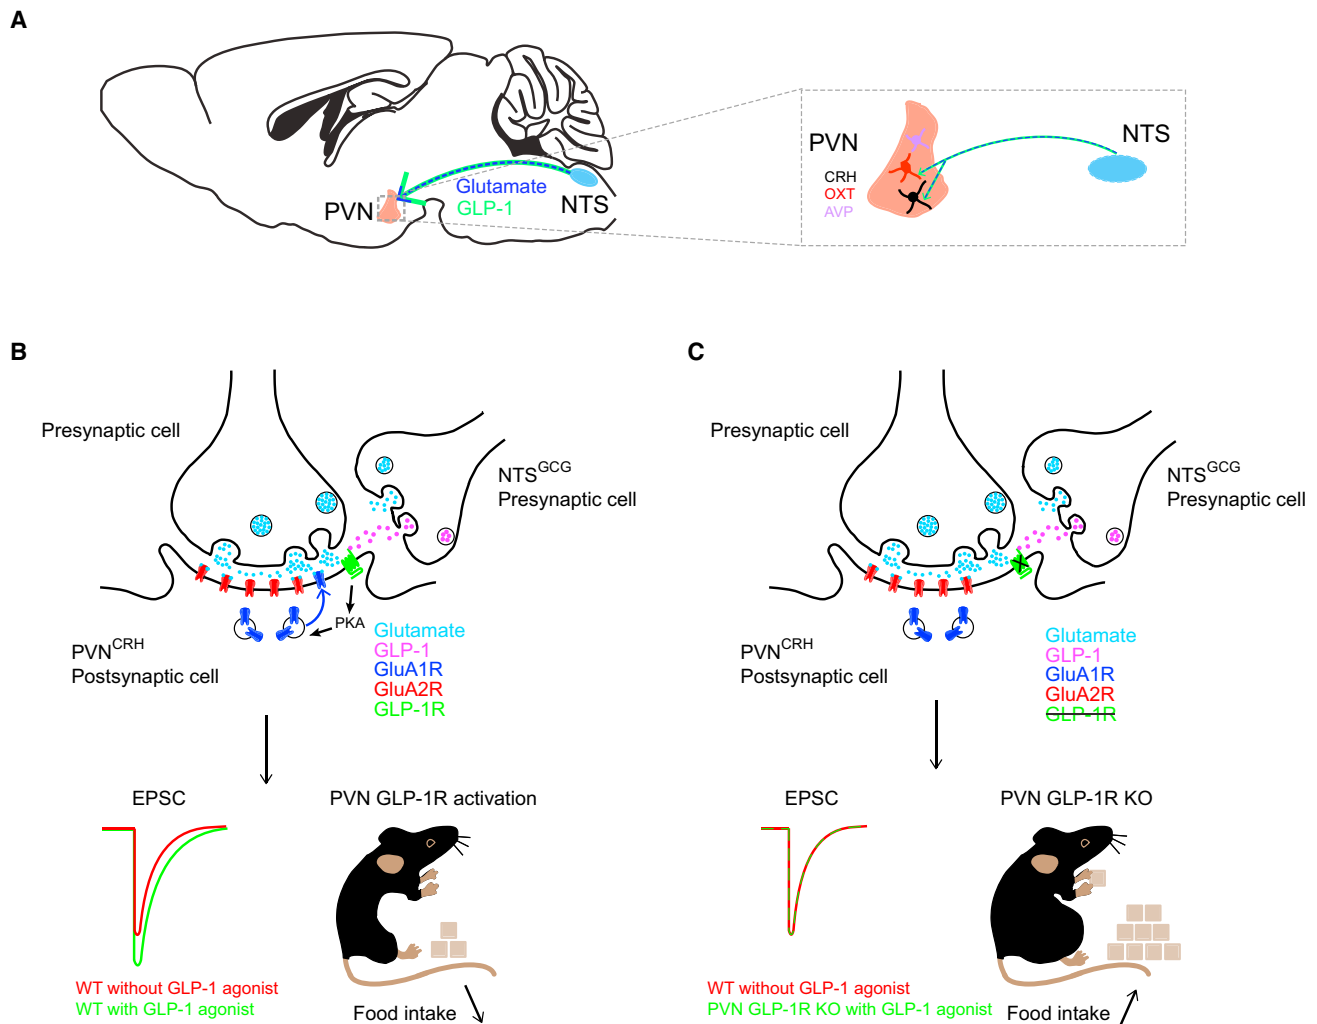 A
Glutamate
GLP-1
PVN
NTS
PVN
CRH
OXT
AVP
NTS
B
Presynaptic cell
NTSGCG
Presynaptic cell
PKA
PVNCRH
Postsynaptic cell
Glutamate
GLP-1
GluA1R
GluA2R
GLP-1R
EPSC
PVN GLP-1R activation
WT without GLP-1 agonist
WT with GLP-1 agonist
Food intake
C
Presynaptic cell
NTSGCG
Presynaptic cell
PVNCRH
Postsynaptic cell
Glutamate
GLP-1
GluA1R
GluA2R
GLP-1R
EPSC
PVN GLP-1R KO
WT without GLP-1 agonist
PVN GLP-1R KO with GLP-1 agonist
Food intake